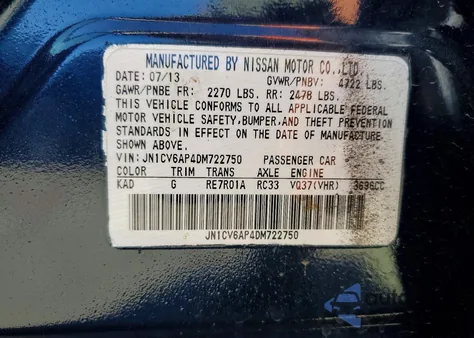 MANUFACTURED BY NISSAN MOTOR CO.,LTD.
DATE: 07/13 GVWR/PNBV: 4722 LBS.
GAWR/PNBE FR: 2270 LBS. RR: 2478 LBS.
THIS VEHICLE CONFORMS TO ALL APPLICABLE FEDERAL
MOTOR VEHICLE SAFETY,BUMPER,AND THEFT PREVENTION
STANDARDS IN EFFECT ON THE DATE OF MANUFACTURE
SHOWN ABOVE.
VIN: JN1CV6AP4DM722750 PASSENGER CAR
COLOR TRIM TRANS AXLE ENGINE
KAD G RE7R01A RC33 VQ37(VHR) 3696CC
JN1CV6AP4DM722750